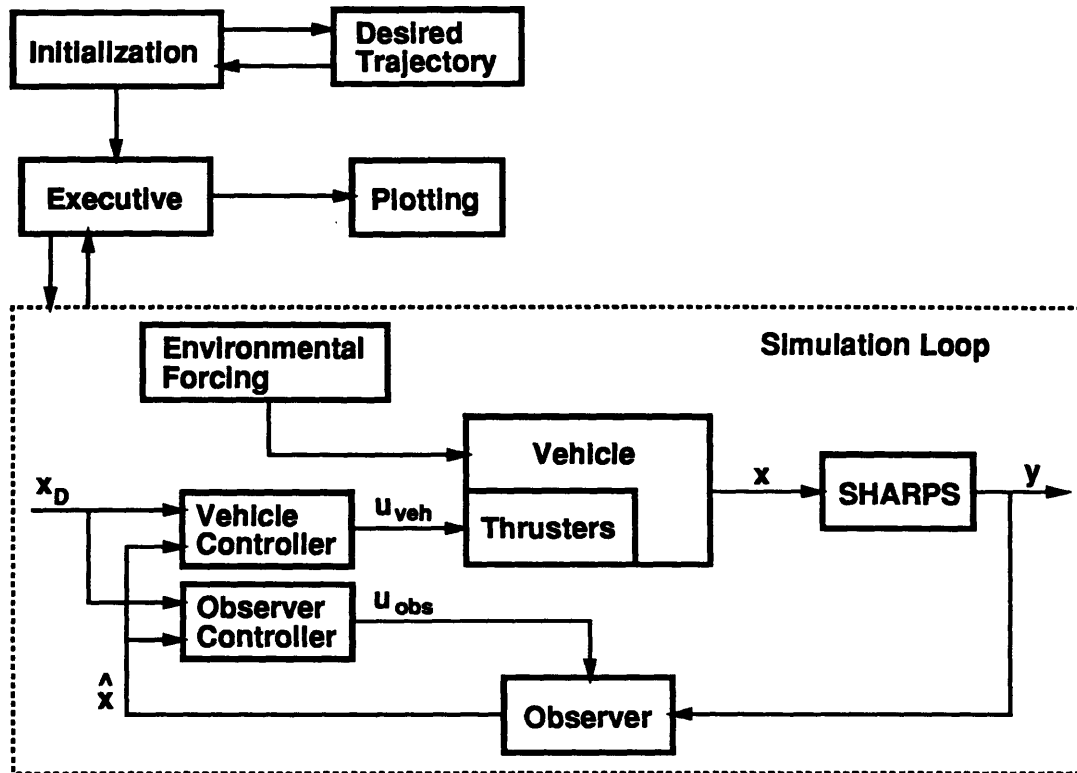 Initialization
Desired
Trajectory
Executive
Plotting
Simulation Loop
Environmental
Forcing
Vehicle
Thrusters
x
SHARPS
y
x_D
Vehicle
Controller
u_veh
Observer
Controller
u_obs
x̂
Observer